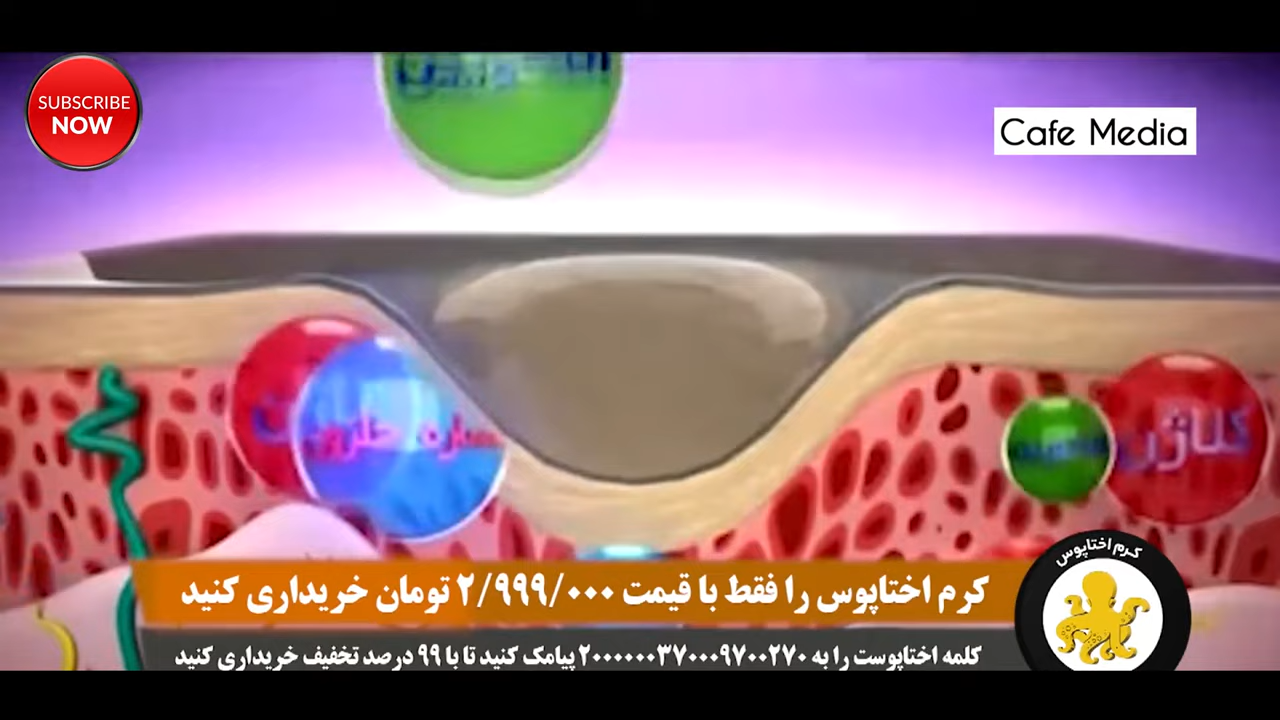 SUBSCRIBE
NOW
Cafe Media
کلاژن
کرم اختاپوس
کرم اختاپوس را فقط با قیمت ۲/۹۹۹/۰۰۰ تومان خریداری کنید
کلمه اختاپوست را به ۲۰۰۰۰۰۰۳۷۰۰۰۹۷۰۰۲۷۰ پیامک کنید تا با ۹۹ درصد تخفیف خریداری کنید